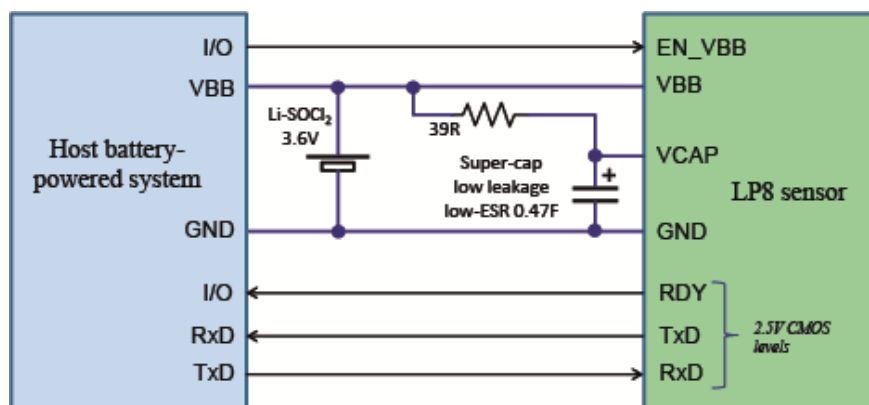 I/O
EN_VBB
VBB
VBB
Li-SOCl₂
3.6V
39R
Host battery-
powered system
Super-cap
low leakage
low-ESR 0.47F
+
VCAP
LP8 sensor
GND
GND
I/O
RDY
RxD
TxD
2.5V CMOS
levels
TxD
RxD